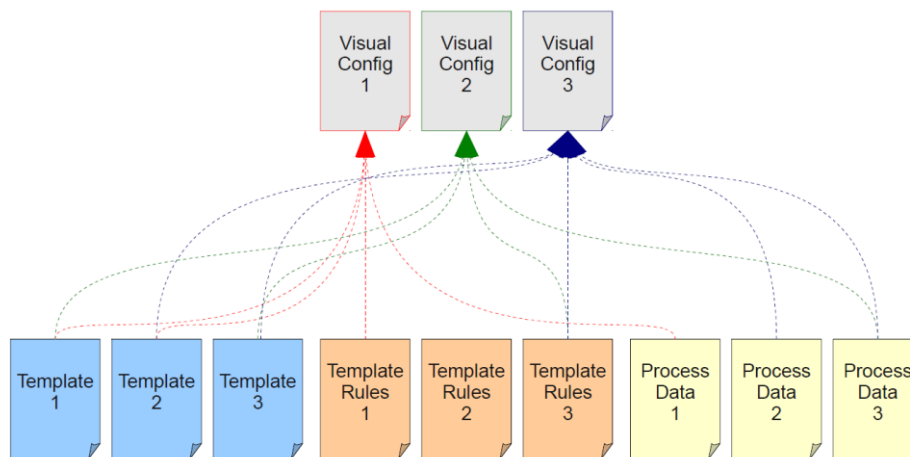 Visual
Config
1
Visual
Config
2
Visual
Config
3
Template
1
Template
2
Template
3
Template
Rules
1
Template
Rules
2
Template
Rules
3
Process
Data
1
Process
Data
2
Process
Data
3